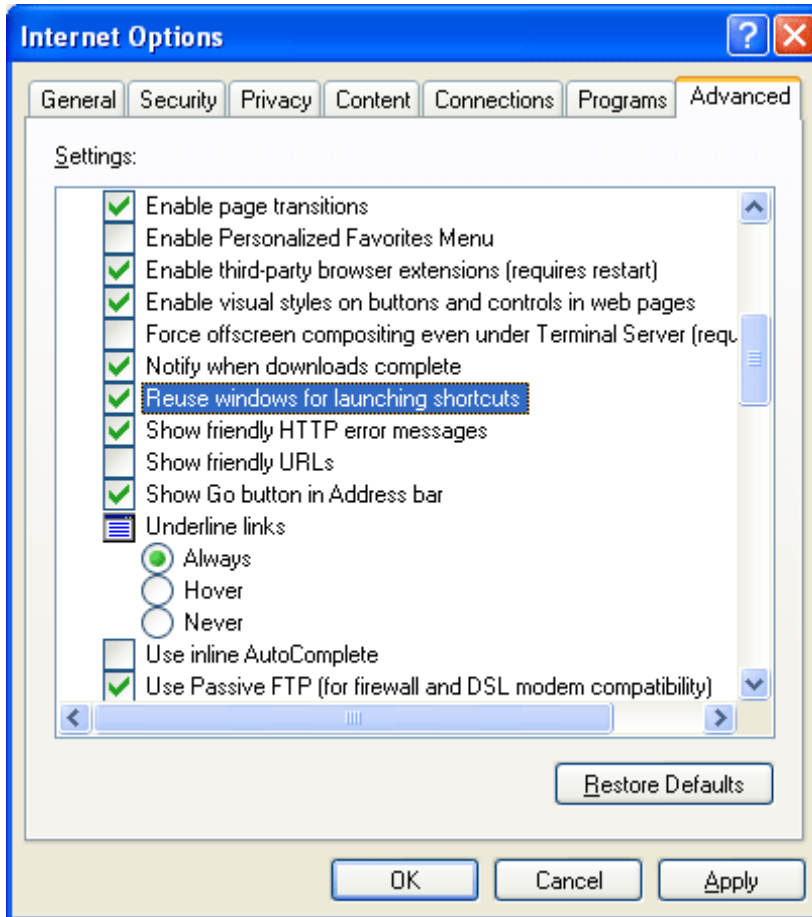 Internet Options
General Security Privacy Content Connections Programs Advanced
Settings:
Enable page transitions
Enable Personalized Favorites Menu
Enable third-party browser extensions (requires restart)
Enable visual styles on buttons and controls in web pages
Force offscreen compositing even under Terminal Server (requ
Notify when downloads complete
Reuse windows for launching shortcuts
Show friendly HTTP error messages
Show friendly URLs
Show Go button in Address bar
Underline links
Always
Hover
Never
Use inline AutoComplete
Use Passive FTP (for firewall and DSL modem compatibility)
Restore Defaults
OK Cancel Apply